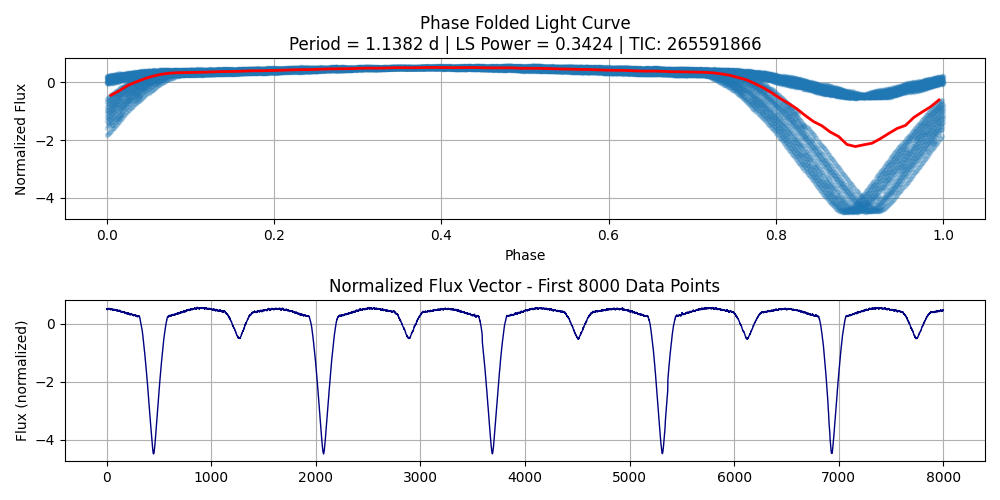 Phase Folded Light Curve
Period = 1.1382 d | LS Power = 0.3424 | TIC: 265591866
Normalized Flux
0
−2
−4
0.0 0.2 0.4 0.6 0.8 1.0
Phase
Normalized Flux Vector - First 8000 Data Points
Flux (normalized)
0
−2
−4
0 1000 2000 3000 4000 5000 6000 7000 8000